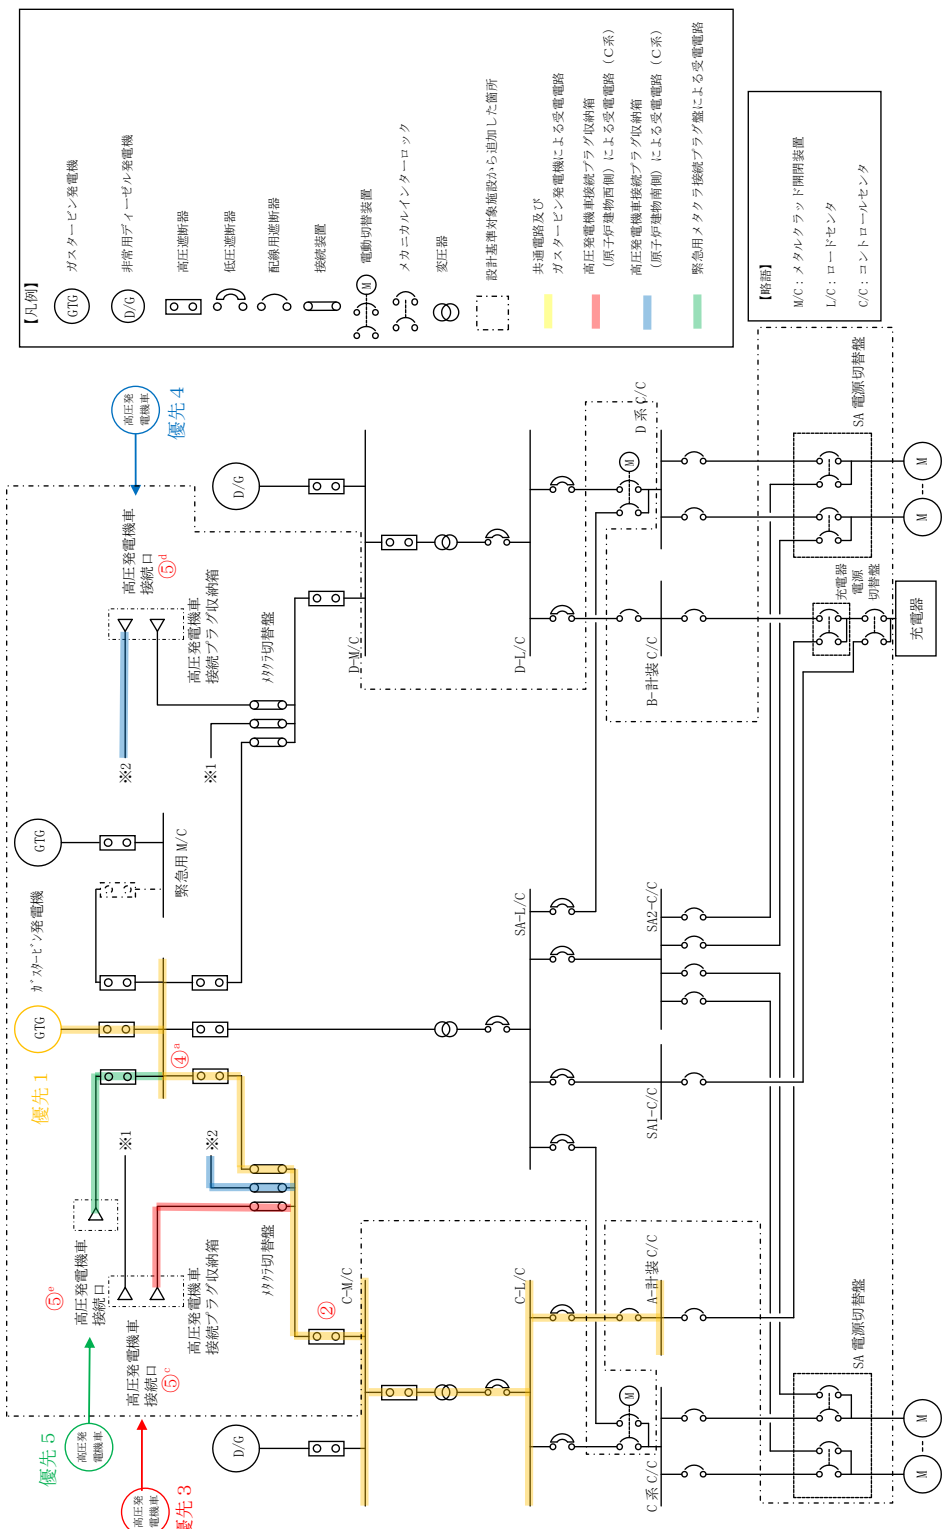 【凡例】
GTG
ガスタービン発電機
D/G
非常用ディーゼル発電機
高圧遮断器
低圧遮断器
配線用遮断器
接続装置
M
電動切替装置
メカニカルインターロック
変圧器
設計基準対象施設から追加した箇所
共通電路及び
ガスタービン発電機による受電電路
高圧発電機車接続プラグ収納箱
(原子炉建物西側)による受電電路(C系)
高圧発電機車接続プラグ収納箱
(原子炉建物南側)による受電電路(C系)
緊急用メタクラ接続プラグ盤による受電電路
【略語】
M/C:メタルクラッド開閉装置
L/C:ロードセンタ
C/C:コントロールセンタ
優先5
高圧発
電機車
優先3
高圧発
電機車
⑤e
高圧発電機車
接続口
高圧発電機車
接続口
⑤c
高圧発電機車
接続プラグ収納箱
※1
※2
メタクラ切替盤
優先1
GTG
ガスタービン発電機
GTG
④a
緊急用M/C
優先4
高圧発
電機車
高圧発電機車
接続口
⑤d
高圧発電機車
接続プラグ収納箱
※2
※1
メタクラ切替盤
D/G
②
C-M/C
D/G
D-M/C
C-L/C
SA-L/C
D-L/C
M
C系C/C
A-計装C/C
SA1-C/C
SA2-C/C
B-計装C/C
M
D系C/C
SA電源切替盤
M
M
充電器
電源
切替盤
充電器
SA電源切替盤
M
M